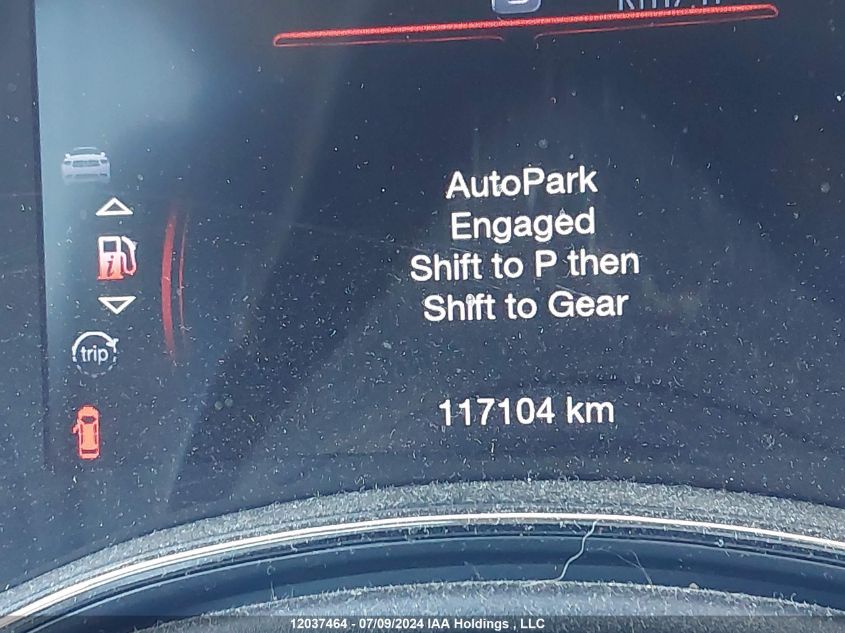 AutoPark
Engaged
Shift to P then
Shift to Gear
trip
117104 km
12037464 - 07/09/2024 IAA Holdings , LLC